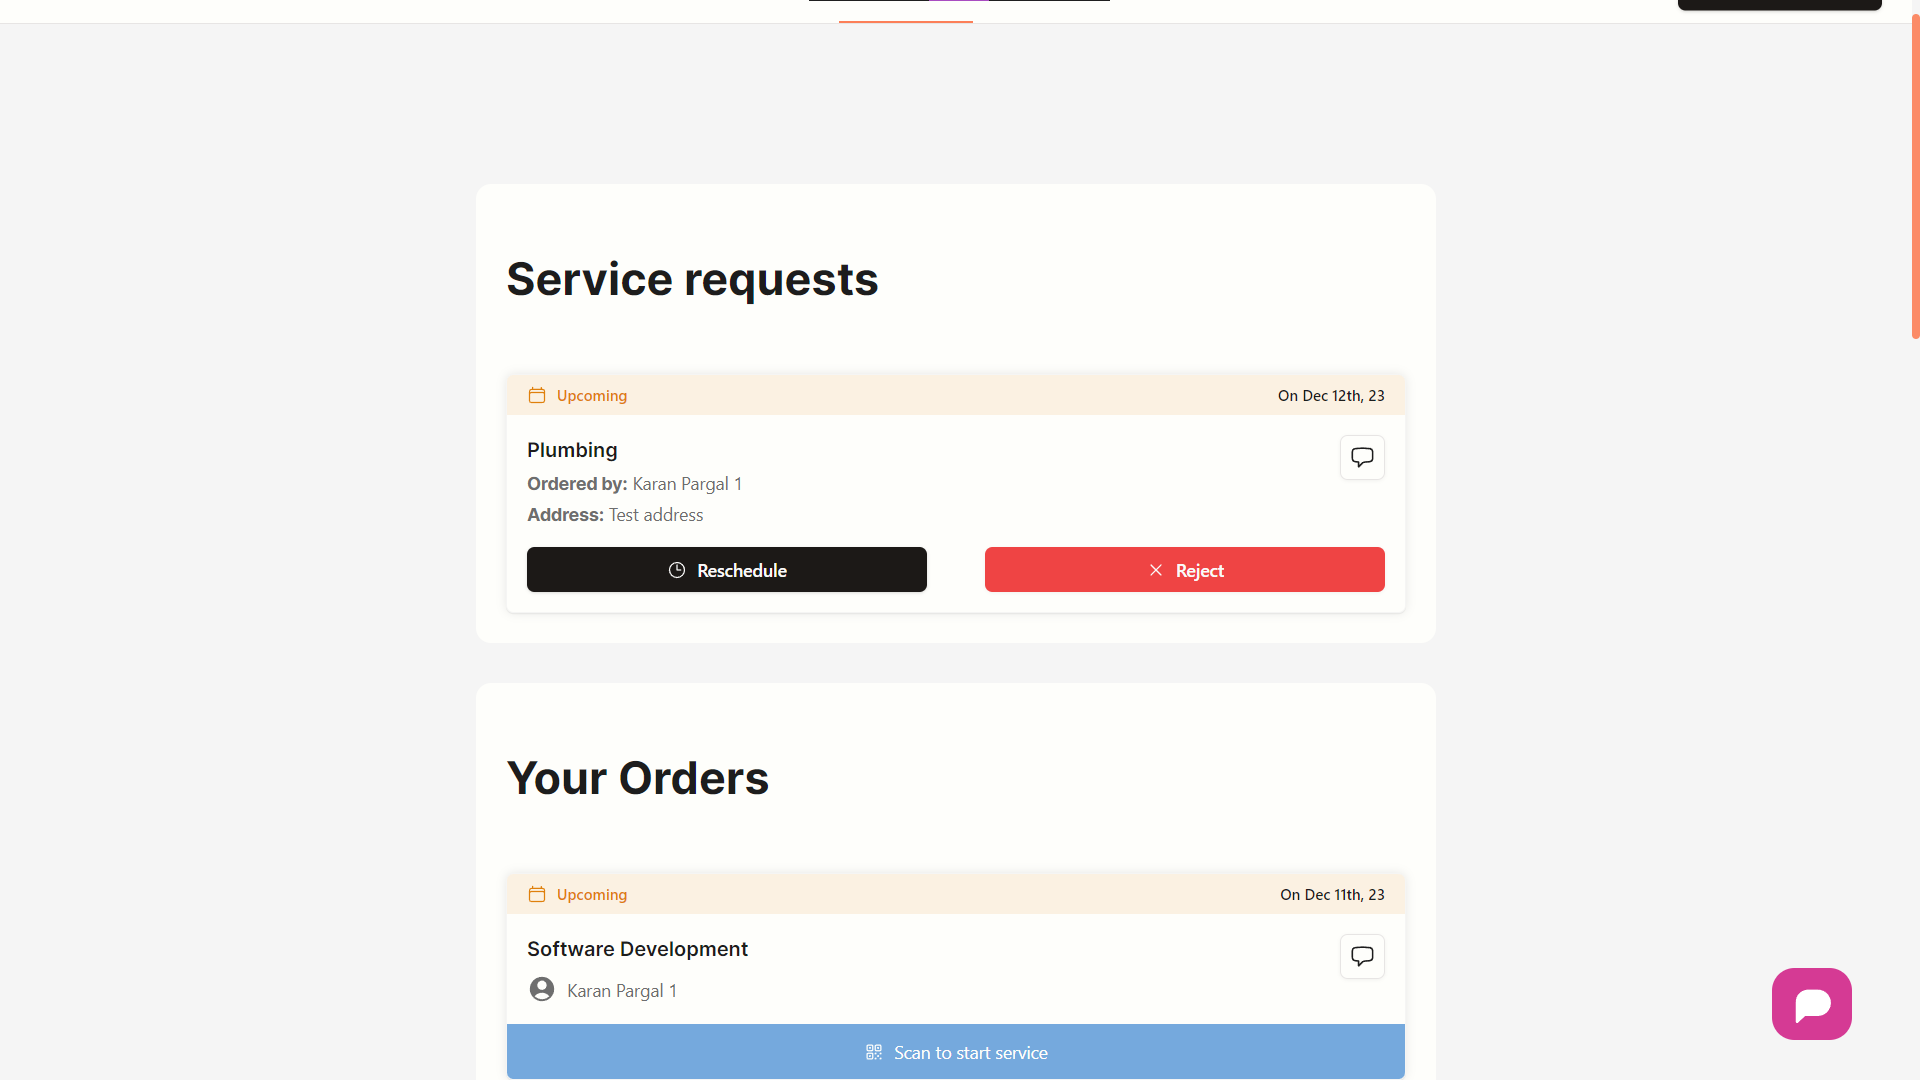 Service requests
Upcoming
On Dec 12th, 23
Plumbing
Ordered by: Karan Pargal 1
Address: Test address
Reschedule
Reject
Your Orders
Upcoming
On Dec 11th, 23
Software Development
Karan Pargal 1
Scan to start service